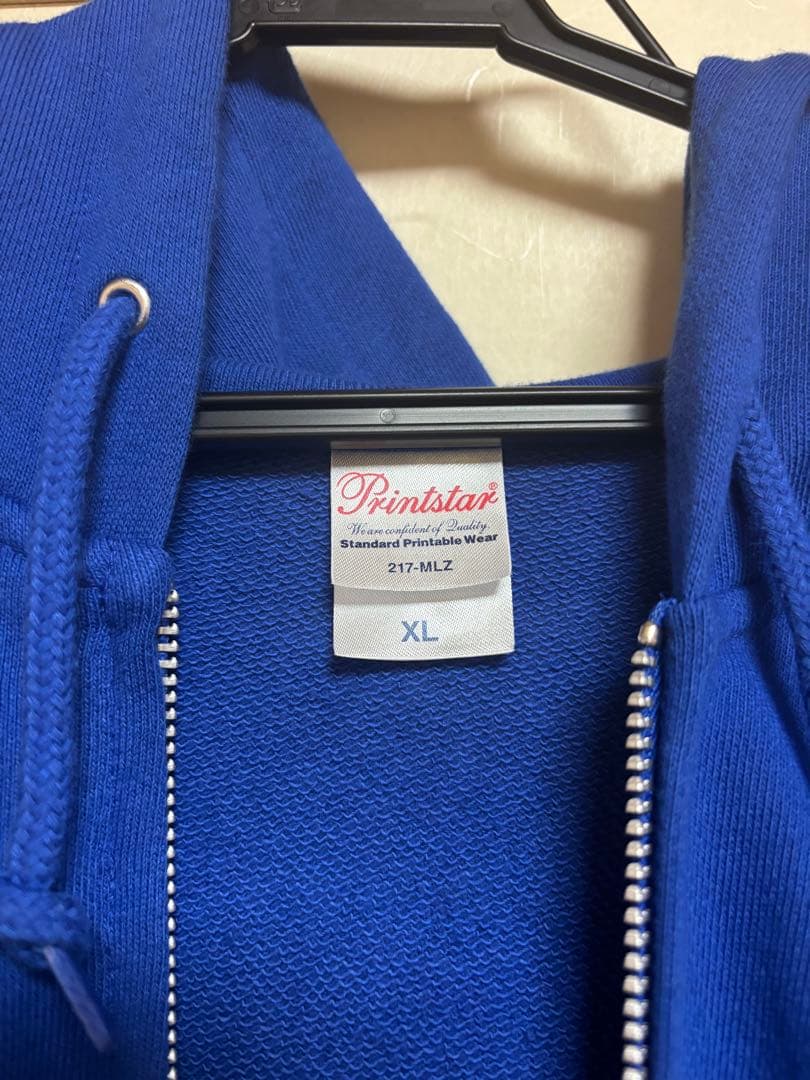 Printstar®
We are confident of Quality.
Standard Printable Wear
217-MLZ
XL